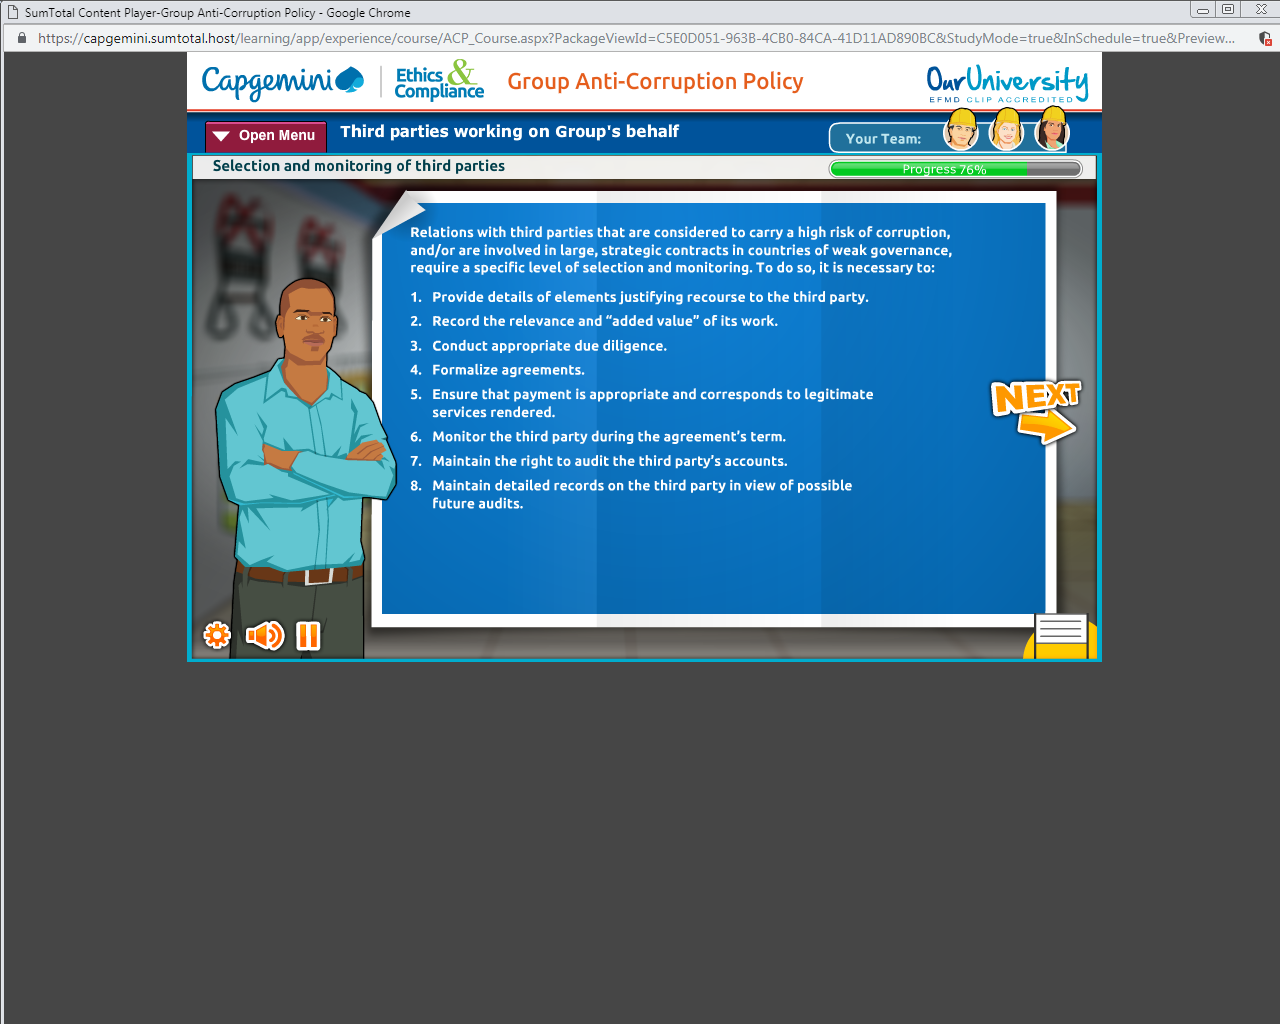 SumTotal Content Player-Group Anti-Corruption Policy - Google Chrome
https://capgemini.sumtotal.host/learning/app/experience/course/ACP_Course.aspx?PackageViewId=C5E0D051-963B-4CB0-84CA-41D11AD890BC&StudyMode=true&InSchedule=true&Preview...
Capgemini
Ethics &
Compliance
Group Anti-Corruption Policy
OurUniversity
EFMD CLIP ACCREDITED
Open Menu
Third parties working on Group's behalf
Your Team:
Selection and monitoring of third parties
Progress 76%
Relations with third parties that are considered to carry a high risk of corruption,
and/or are involved in large, strategic contracts in countries of weak governance,
require a specific level of selection and monitoring. To do so, it is necessary to:
1. Provide details of elements justifying recourse to the third party.
2. Record the relevance and “added value” of its work.
3. Conduct appropriate due diligence.
4. Formalize agreements.
5. Ensure that payment is appropriate and corresponds to legitimate
services rendered.
6. Monitor the third party during the agreement’s term.
7. Maintain the right to audit the third party’s accounts.
8. Maintain detailed records on the third party in view of possible
future audits.
NEXT